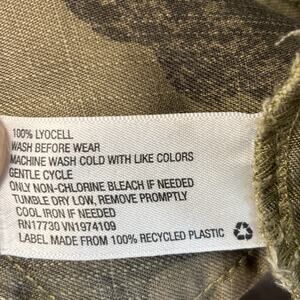 100% LYOCELL
WASH BEFORE WEAR
MACHINE WASH COLD WITH LIKE COLORS
GENTLE CYCLE
ONLY NON-CHLORINE BLEACH IF NEEDED
TUMBLE DRY LOW, REMOVE PROMPTLY
COOL IRON IF NEEDED
RN17730 VN1974109
LABEL MADE FROM 100% RECYCLED PLASTIC